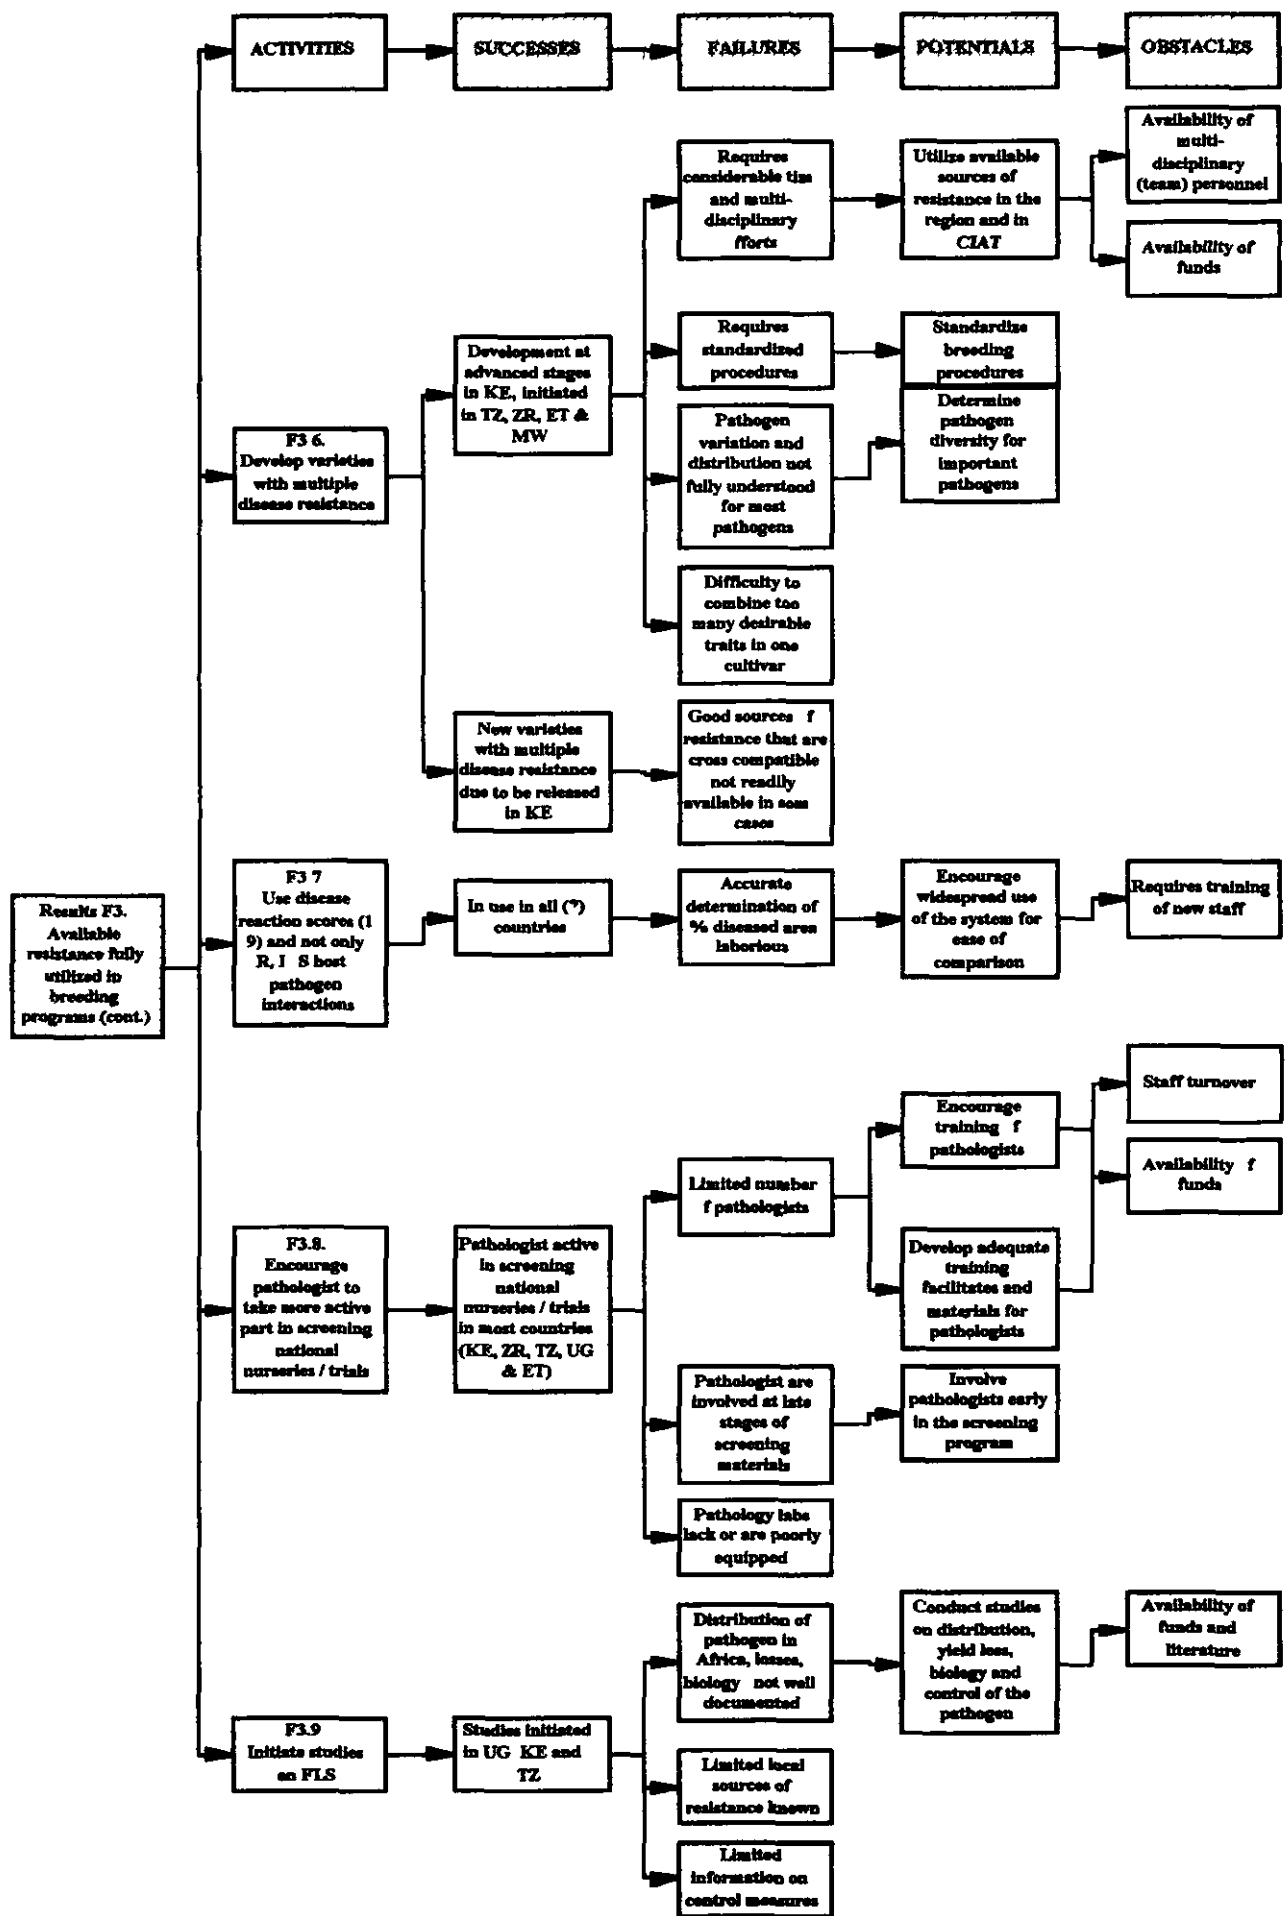 ACTIVITIES
SUCCESSES
FAILURES
POTENTIALS
OBSTACLES
Results F3.
Available
resistance fully
utilized in
breeding
programs (cont.)
F3 6.
Develop varieties
with multiple
disease resistance
Development at
advanced stages
in KE, initiated
in TZ, ZR, ET &
MW
Requires
considerable tim
and multi-
disciplinary
fforts
Utilize available
sources of
resistance in the
region and in
CIAT
Availability of
multi-
disciplinary
(team) personnel
Availability of
funds
Requires
standardized
procedures
Standardize
breeding
procedures
Pathogen
variation and
distribution not
fully understood
for most
pathogens
Determine
pathogen
diversity for
important
pathogens
Difficulty to
combine too
many desirable
traits in one
cultivar
New varieties
with multiple
disease resistance
due to be released
in KE
Good sources f
resistance that are
cross compatible
not readily
available in som
cases
F3 7
Use disease
reaction scores (1
9) and not only
R, I S host
pathogen
interactions
In use in all (*)
countries
Accurate
determination of
% diseased area
laborious
Encourage
widespread use
of the system for
ease of
comparison
Requires training
of new staff
F3.8.
Encourage
pathologist to
take more active
part in screening
national
nurseries / trials
Pathologist active
in screening
national
nurseries / trials
in most countries
(KE, ZR, TZ, UG
& ET)
Limited number
f pathologists
Encourage
training f
pathologists
Staff turnover
Availability f
funds
Develop adequate
training
facilitates and
materials for
pathologists
Pathologist are
involved at late
stages of
screening
materials
Involve
pathologists early
in the screening
program
Pathology labs
lack or are poorly
equipped
F3.9
Initiate studies
on FLS
Studies initiated
in UG KE and
TZ
Distribution of
pathogen in
Africa, losses,
biology not well
documented
Conduct studies
on distribution,
yield loss,
biology and
control of the
pathogen
Availability of
funds and
literature
Limited local
sources of
resistance known
Limited
information on
control measures